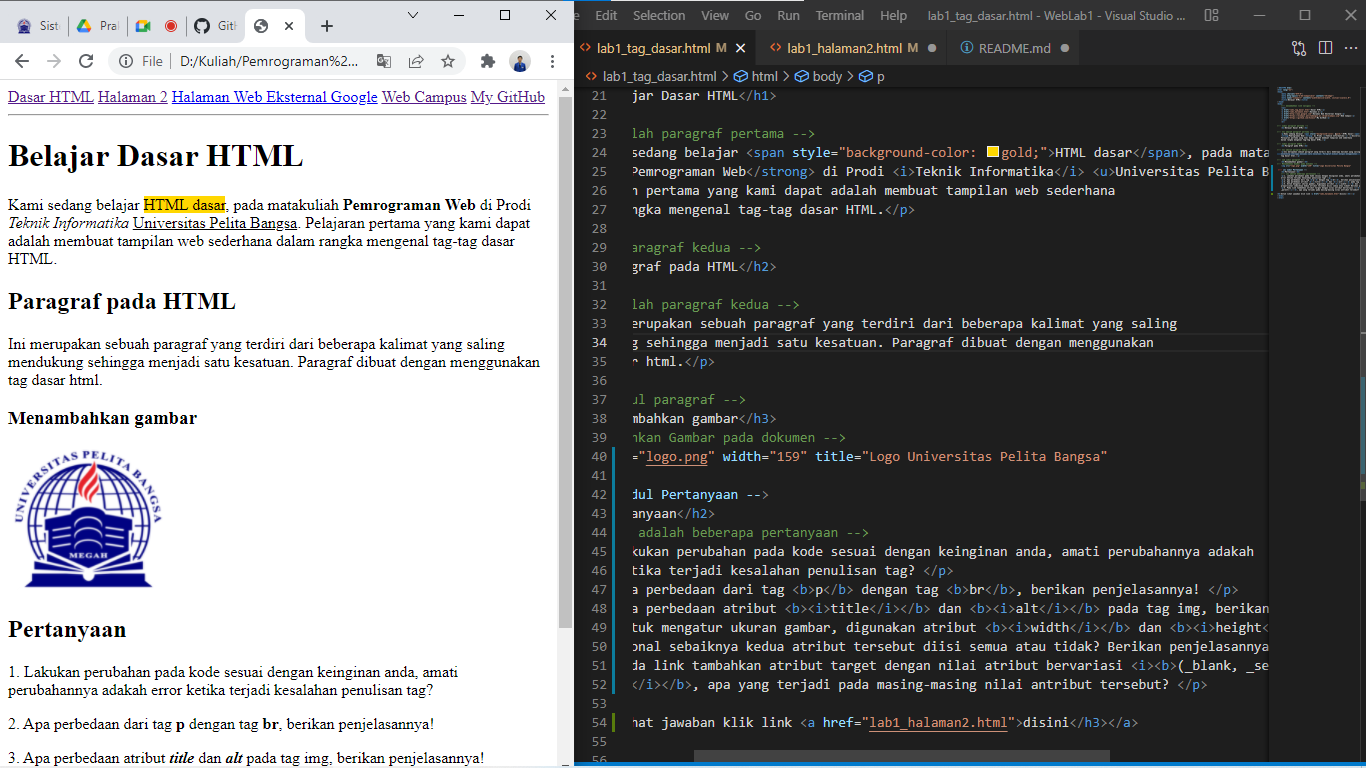 Sist
Pra
Git
File
D:/Kuliah/Pemrograman%2...
Dasar HTML Halaman 2 Halaman Web Eksternal Google Web Campus My GitHub
Belajar Dasar HTML
Kami sedang belajar HTML dasar, pada matakuliah Pemrograman Web di Prodi
Teknik Informatika Universitas Pelita Bangsa. Pelajaran pertama yang kami dapat
adalah membuat tampilan web sederhana dalam rangka mengenal tag-tag dasar
HTML.
Paragraf pada HTML
Ini merupakan sebuah paragraf yang terdiri dari beberapa kalimat yang saling
mendukung sehingga menjadi satu kesatuan. Paragraf dibuat dengan menggunakan
tag dasar html.
Menambahkan gambar
UNIVERSITAS PELITA BANGSA
MEGAH
Pertanyaan
1. Lakukan perubahan pada kode sesuai dengan keinginan anda, amati
perubahannya adakah error ketika terjadi kesalahan penulisan tag?
2. Apa perbedaan dari tag p dengan tag br, berikan penjelasannya!
3. Apa perbedaan atribut title dan alt pada tag img, berikan penjelasannya!
e Edit Selection View Go Run Terminal Help lab1_tag_dasar.html - WebLab1 - Visual Studio ...
lab1_tag_dasar.html M lab1_halaman2.html M README.md
lab1_tag_dasar.html > html > body > p
21 jar Dasar HTML</h1>
22
23 lah paragraf pertama -->
24 sedang belajar <span style="background-color: gold;">HTML dasar</span>, pada mata
25 Pemrograman Web</strong> di Prodi <i>Teknik Informatika</i> <u>Universitas Pelita B
26 n pertama yang kami dapat adalah membuat tampilan web sederhana
27 ngka mengenal tag-tag dasar HTML.</p>
28
29 aragraf kedua -->
30 graf pada HTML</h2>
31
32 lah paragraf kedua -->
33 erupakan sebuah paragraf yang terdiri dari beberapa kalimat yang saling
34 g sehingga menjadi satu kesatuan. Paragraf dibuat dengan menggunakan
35 r html.</p>
36
37 ul paragraf -->
38 mbahkan gambar</h3>
39 hkan Gambar pada dokumen -->
40 ="logo.png" width="159" title="Logo Universitas Pelita Bangsa"
41
42 dul Pertanyaan -->
43 anyaan</h2>
44 adalah beberapa pertanyaan -->
45 kukan perubahan pada kode sesuai dengan keinginan anda, amati perubahannya adakah
46 tika terjadi kesalahan penulisan tag? </p>
47 a perbedaan dari tag <b>p</b> dengan tag <b>br</b>, berikan penjelasannya! </p>
48 a perbedaan atribut <b><i>title</i></b> dan <b><i>alt</i></b> pada tag img, berikan
49 tuk mengatur ukuran gambar, digunakan atribut <b><i>width</i></b> dan <b><i>height<
50 onal sebaiknya kedua atribut tersebut diisi semua atau tidak? Berikan penjelasannya
51 da link tambahkan atribut target dengan nilai atribut bervariasi <i><b>(_blank, _se
52 </i></b>, apa yang terjadi pada masing-masing nilai antribut tersebut? </p>
53
54 hat jawaban klik link <a href="lab1_halaman2.html">disini</h3></a>
55
56